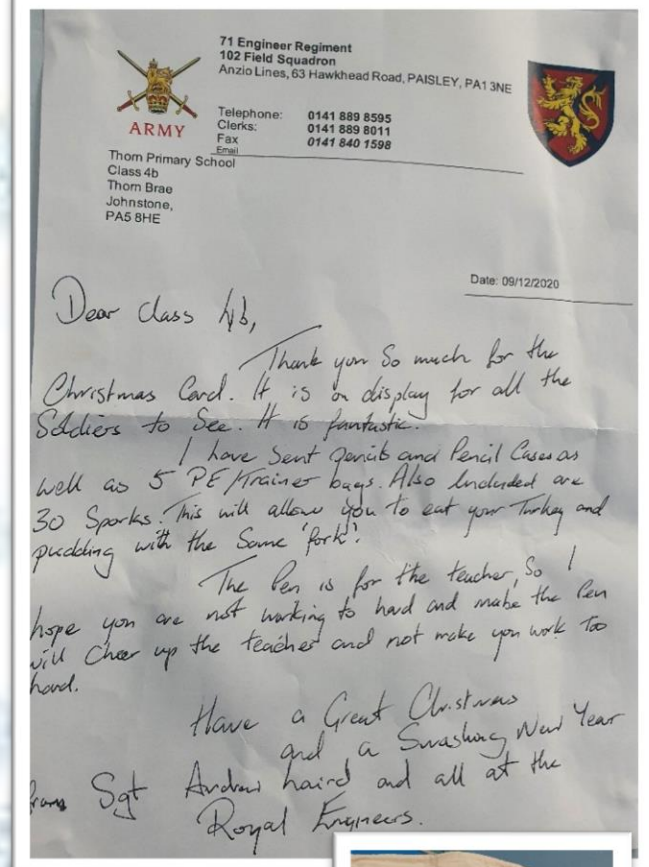 71 Engineer Regiment
102 Field Squadron
Anzio Lines, 63 Hawkhead Road, PAISLEY, PA1 3NE
ARMY
Telephone: 0141 889 8595
Clerks: 0141 889 8011
Fax 0141 840 1598
Email
Thorn Primary School
Class 4b
Thorn Brae
Johnstone,
PA5 8HE
Date: 09/12/2020
Dear Class 4b,
Thank you So much for the
Christmas Card. It is on display for all the
Soldiers to See. It is fantastic.
I have Sent pencils and Pencil Cases as
well as 5 PE/Trainer bags. Also Included are
30 Sporks. This will allow you to eat your Turkey and
pudding with the Same 'fork'.
The Pen is for the teacher, So I
hope you are not working to hard and maybe the Pen
will Cheer up the teacher and not make you work Too
hard.
Have a Great Christmas
and a Smashing New Year
from Sgt Andrew Laird and all at the
Royal Engineers.